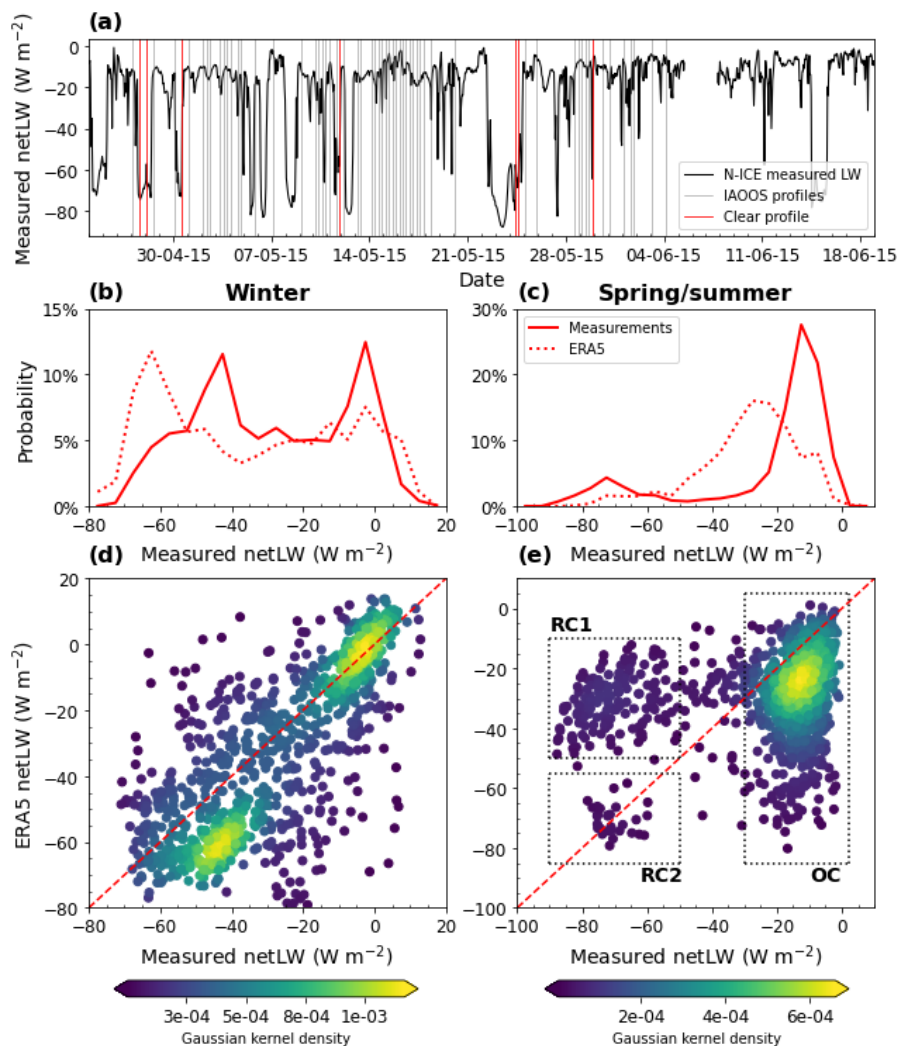 (a)
Measured netLW (W m⁻²)
0
−20
−40
−60
−80
N-ICE measured LW
IAOOS profiles
Clear profile
30-04-15 07-05-15 14-05-15 21-05-15 28-05-15 04-06-15 11-06-15 18-06-15
Date
(b) Winter
Probability
15%
10%
5%
0%
−80 −60 −40 −20 0 20
Measured netLW (W m⁻²)
(c) Spring/summer
30%
20%
10%
0%
Measurements
ERA5
−100 −80 −60 −40 −20 0
Measured netLW (W m⁻²)
(d)
ERA5 netLW (W m⁻²)
20
0
−20
−40
−60
−80
−80 −60 −40 −20 0 20
Measured netLW (W m⁻²)
3e-04 5e-04 8e-04 1e-03
Gaussian kernel density
(e)
0
−20
−40
−60
−80
−100
RC1
RC2
OC
−100 −80 −60 −40 −20 0
Measured netLW (W m⁻²)
2e-04 4e-04 6e-04
Gaussian kernel density